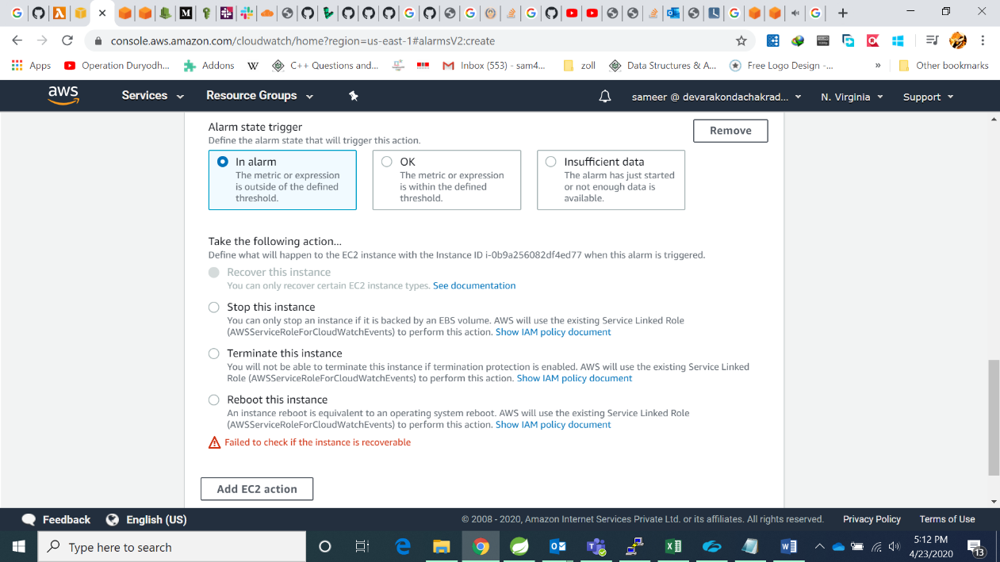 console.aws.amazon.com/cloudwatch/home?region=us-east-1#alarmsV2:create
Apps
Operation Duryodh...
Addons
W
C++ Questions and...
Inbox (553) - sam4...
zoll
Data Structures & A...
Free Logo Design -...
»
Other bookmarks
aws
Services
Resource Groups
sameer @ devarakondachakrad...
N. Virginia
Support
Alarm state trigger
Define the alarm state that will trigger this action.
Remove
In alarm
The metric or expression
is outside of the defined
threshold.
OK
The metric or expression
is within the defined
threshold.
Insufficient data
The alarm has just started
or not enough data is
available.
Take the following action...
Define what will happen to the EC2 instance with the Instance ID i-0b9a256082df4ed77 when this alarm is triggered.
Recover this instance
You can only recover certain EC2 instance types. See documentation
Stop this instance
You can only stop an instance if it is backed by an EBS volume. AWS will use the existing Service Linked Role
(AWSServiceRoleForCloudWatchEvents) to perform this action. Show IAM policy document
Terminate this instance
You will not be able to terminate this instance if termination protection is enabled. AWS will use the existing Service Linked
Role (AWSServiceRoleForCloudWatchEvents) to perform this action. Show IAM policy document
Reboot this instance
An instance reboot is equivalent to an operating system reboot. AWS will use the existing Service Linked Role
(AWSServiceRoleForCloudWatchEvents) to perform this action. Show IAM policy document
Failed to check if the instance is recoverable
Add EC2 action
Feedback
English (US)
© 2008 - 2020, Amazon Internet Services Private Ltd. or its affiliates. All rights reserved.
Privacy Policy
Terms of Use
Type here to search
5:12 PM
4/23/2020
13